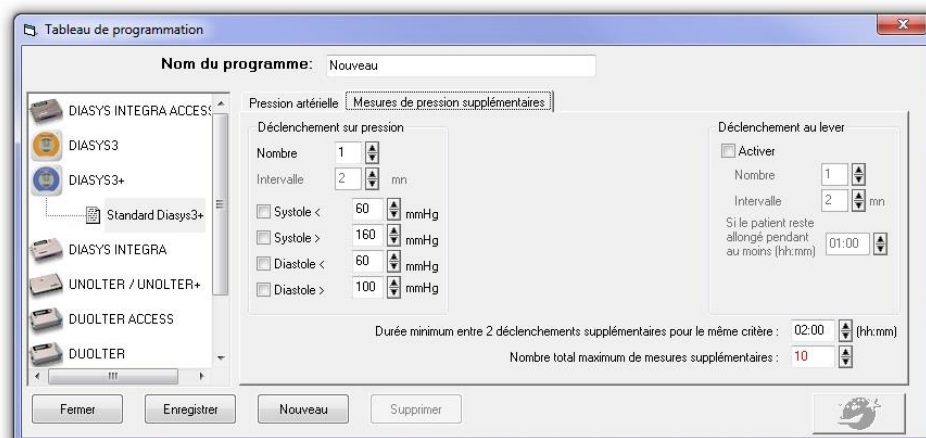 Tableau de programmation
Nom du programme: Nouveau
DIASYS INTEGRA ACCESS
DIASYS3
DIASYS3+
Standard Diasys3+
DIASYS INTEGRA
UNOLTER / UNOLTER+
DUOLTER ACCESS
DUOLTER
Pression artérielle Mesures de pression supplémentaires
Déclenchement sur pression
Nombre 1
Intervalle 2 mn
Systole < 60 mmHg
Systole > 160 mmHg
Diastole < 60 mmHg
Diastole > 100 mmHg
Déclenchement au lever
Activer
Nombre 1
Intervalle 2 mn
Si le patient reste
allongé pendant
au moins (hh:mm) 01:00
Durée minimum entre 2 déclenchements supplémentaires pour le même critère : 02:00 (hh:mm)
Nombre total maximum de mesures supplémentaires : 10
Fermer Enregistrer Nouveau Supprimer